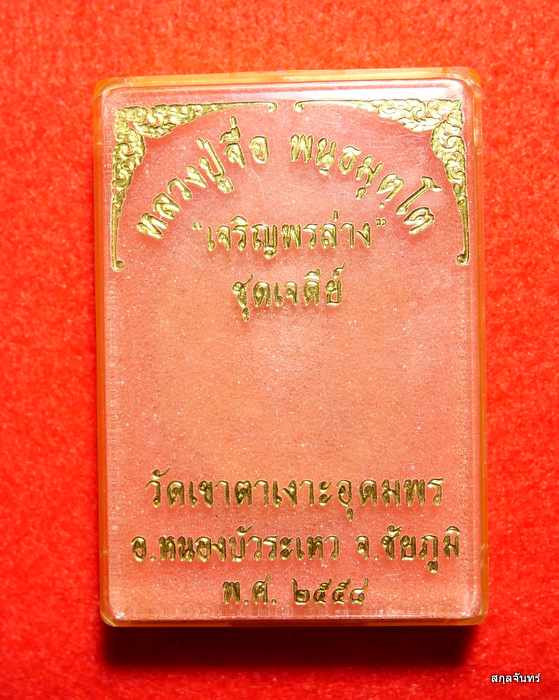 หลวงปู่สื่อ พนฺธมุตฺโต
"เจริญพรล่าง"
ชุดเจดีย์
วัดเขาตาเงาะอุดมพร
อ.หนองบัวระเหว จ.ชัยภูมิ
พ.ศ. ๒๕๕๘
สกุลจันทร์